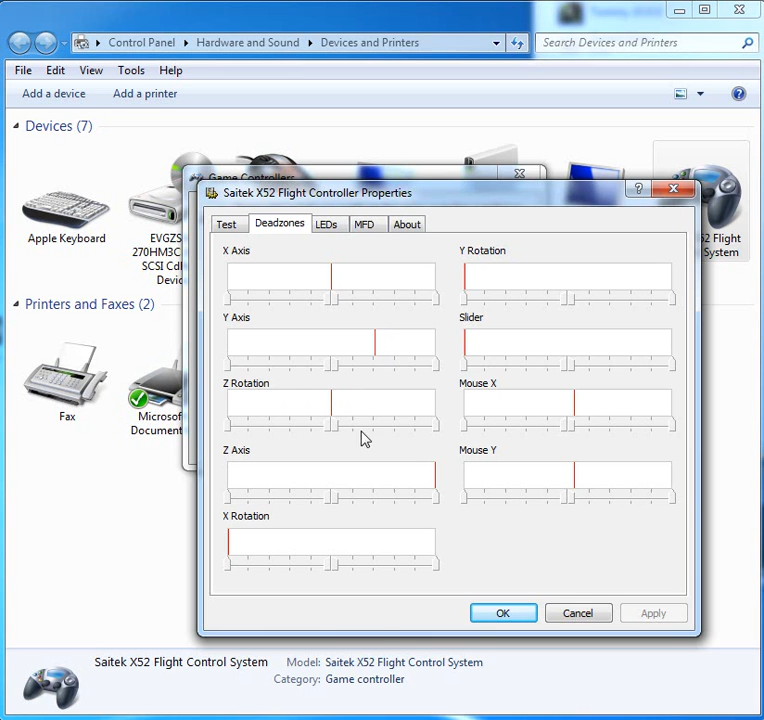 Control Panel
Hardware and Sound
Devices and Printers
Search Devices and Printers
File Edit View Tools Help
Add a device Add a printer
Devices (7)
Apple Keyboard
EVGZS
270HM3C
SCSI CdI
Devic
Game Controllers
Flight
System
Printers and Faxes (2)
Fax
Microsof
Document
Saitek X52 Flight Controller Properties
Test Deadzones LEDs MFD About
X Axis
Y Axis
Z Rotation
Z Axis
X Rotation
Y Rotation
Slider
Mouse X
Mouse Y
OK Cancel Apply
Saitek X52 Flight Control System
Model: Saitek X52 Flight Control System
Category: Game controller